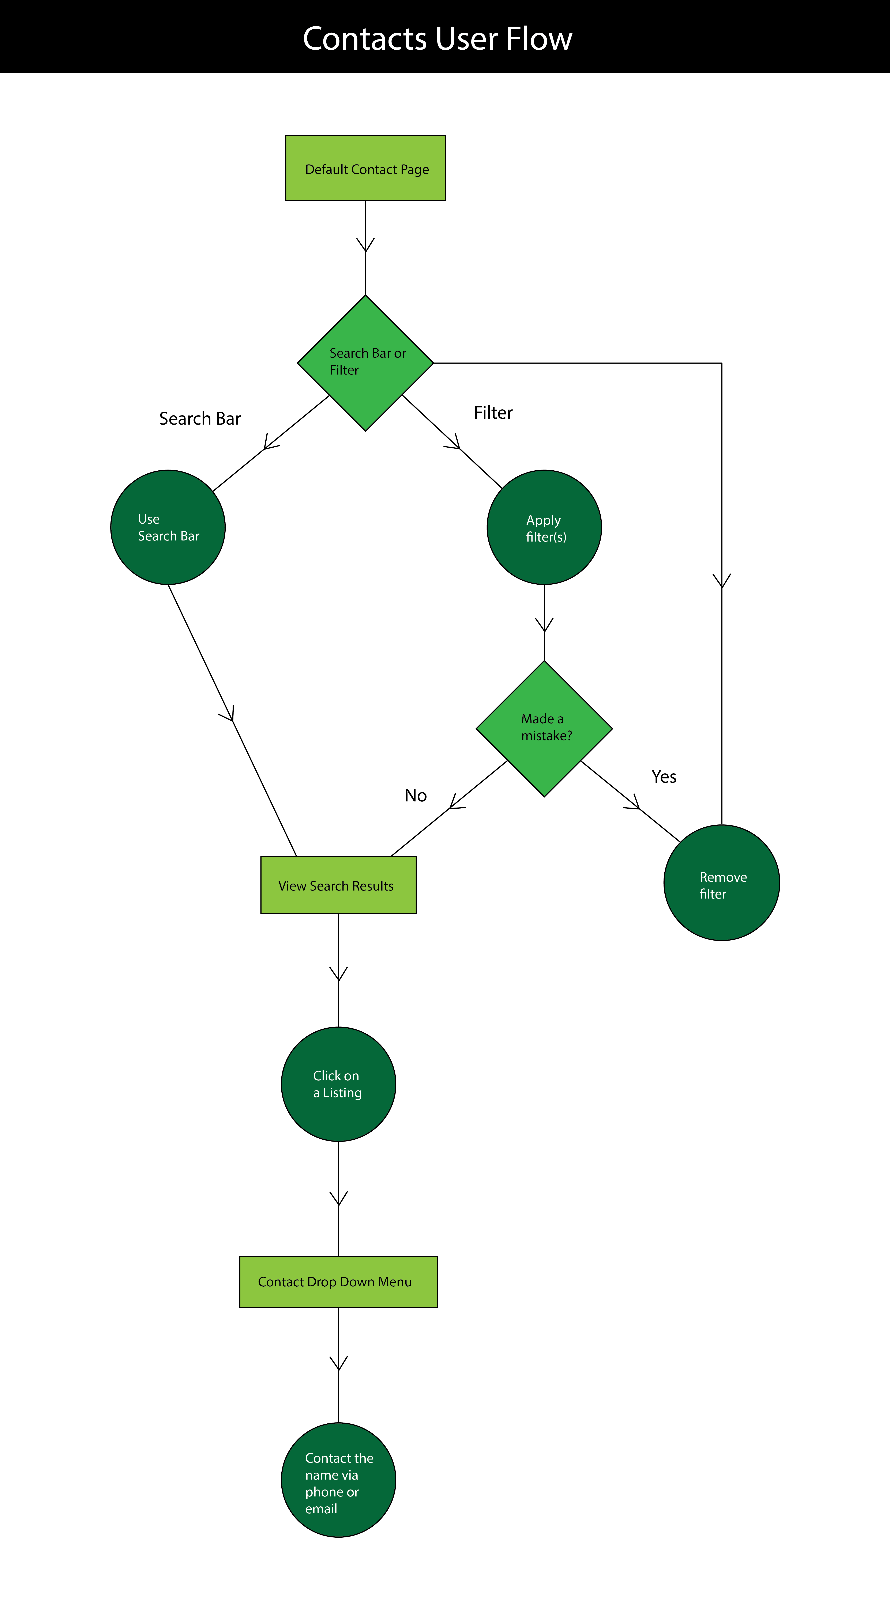 Contacts User Flow
Default Contact Page
Search Bar or
Filter
Search Bar
Filter
Use
Search Bar
Apply
filter(s)
Made a
mistake?
No
Yes
View Search Results
Remove
filter
Click on
a Listing
Contact Drop Down Menu
Contact the
name via
phone or
email